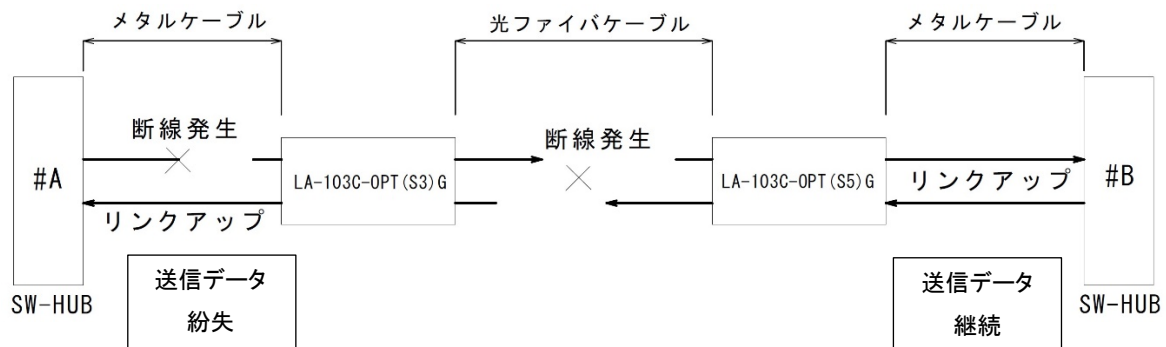 メタルケーブル
光ファイバケーブル
メタルケーブル
断線発生
断線発生
#A
LA-103C-OPT(S3)G
LA-103C-OPT(S5)G
#B
リンクアップ
リンクアップ
送信データ
紛失
送信データ
継続
SW-HUB
SW-HUB